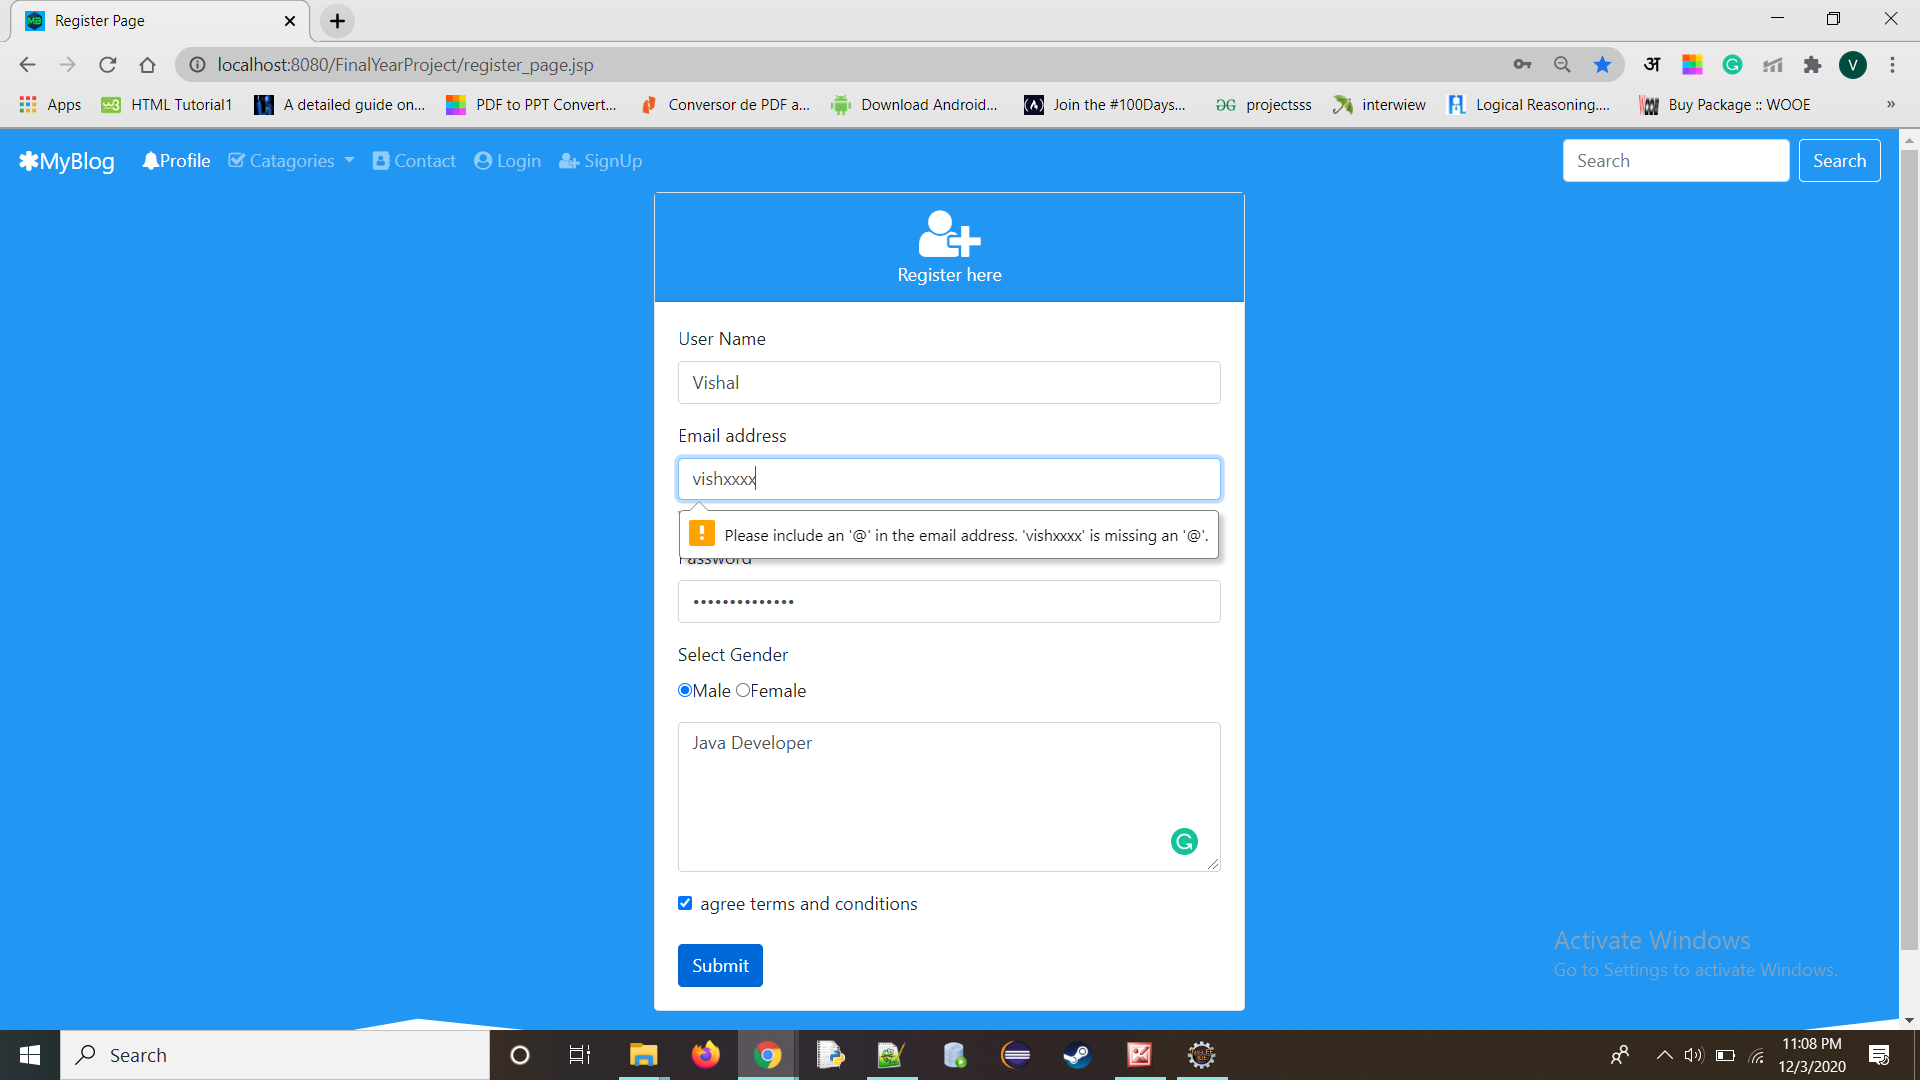 Register Page
localhost:8080/FinalYearProject/register_page.jsp
अ
V
Apps
HTML Tutorial1
A detailed guide on...
PDF to PPT Convert...
Conversor de PDF a...
Download Android...
Join the #100Days...
projectsss
interwiew
Logical Reasoning....
Buy Package :: WOOE
»
MyBlog
Profile
Catagories
Contact
Login
SignUp
Search
Search
Register here
User Name
Vishal
Email address
vishxxxx
Please include an '@' in the email address. 'vishxxxx' is missing an '@'.
Password
••••••••••••••
Select Gender
Male
Female
Java Developer
agree terms and conditions
Submit
Activate Windows
Go to Settings to activate Windows.
Search
11:08 PM
12/3/2020